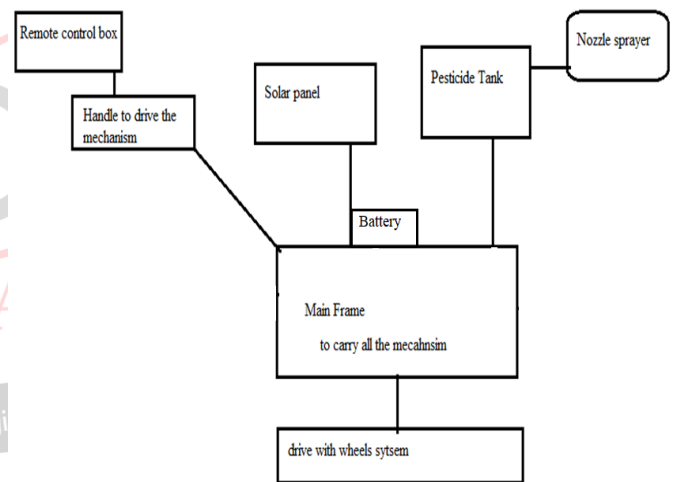 Remote control box
Nozzle sprayer
Solar panel
Pesticide Tank
Handle to drive the
mechanism
Battery
Main Frame
to carry all the mecahnsim
drive with wheels sytsem